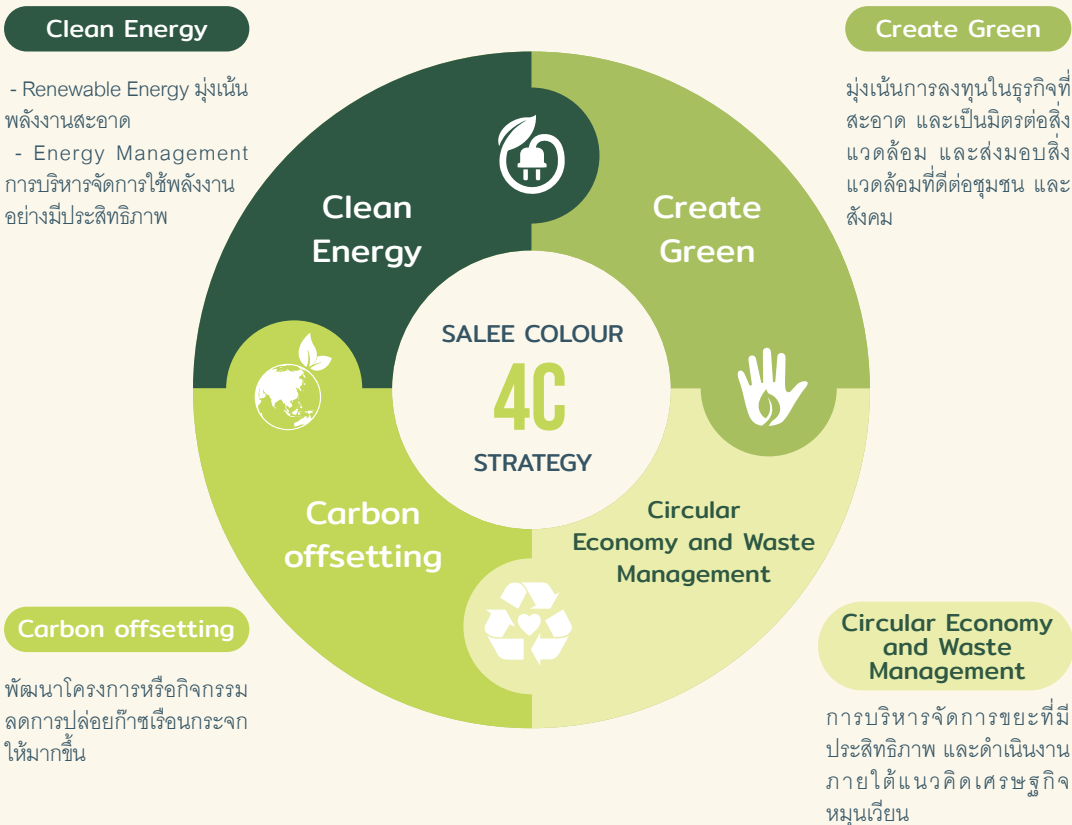 Clean Energy
- Renewable Energy มุ่งเน้น
พลังงานสะอาด
- Energy Management
การบริหารจัดการใช้พลังงาน
อย่างมีประสิทธิภาพ
Create Green
มุ่งเน้นการลงทุนในธุรกิจที่
สะอาด และเป็นมิตรต่อสิ่ง
แวดล้อม และส่งมอบสิ่ง
แวดล้อมที่ดีต่อชุมชน และ
สังคม
Clean
Energy
Create
Green
SALEE COLOUR
4C
STRATEGY
Carbon
offsetting
Circular
Economy and Waste
Management
Carbon offsetting
พัฒนาโครงการหรือกิจกรรม
ลดการปล่อยก๊าซเรือนกระจก
ให้มากขึ้น
Circular Economy
and Waste
Management
การบริหารจัดการขยะที่มี
ประสิทธิภาพ และดำเนินงาน
ภายใต้แนวคิดเศรษฐกิจ
หมุนเวียน